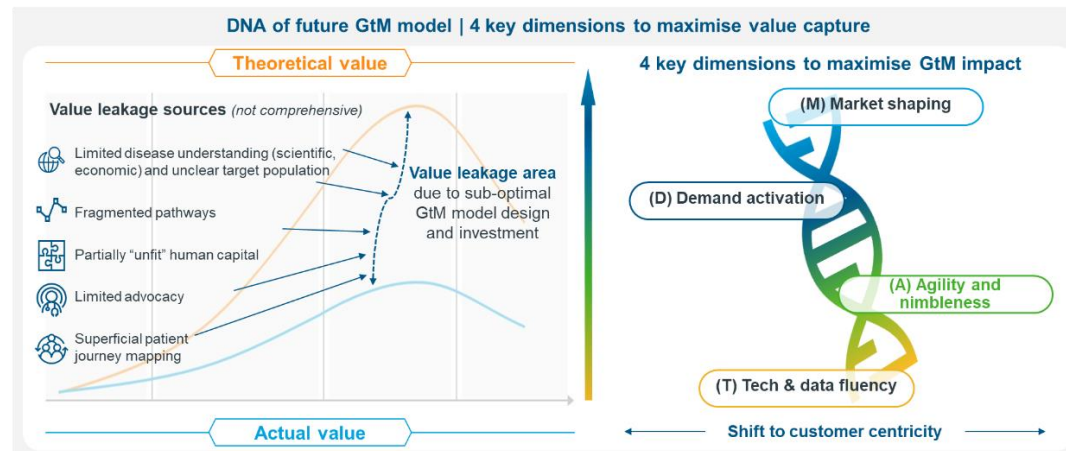 DNA of future GtM model | 4 key dimensions to maximise value capture
Theoretical value
Value leakage sources (not comprehensive)
Limited disease understanding (scientific,
economic) and unclear target population
Fragmented pathways
Partially “unfit” human capital
Limited advocacy
Superficial patient
journey mapping
Value leakage area
due to sub-optimal
GtM model design
and investment
Actual value
4 key dimensions to maximise GtM impact
(M) Market shaping
(D) Demand activation
(A) Agility and
nimbleness
(T) Tech & data fluency
Shift to customer centricity